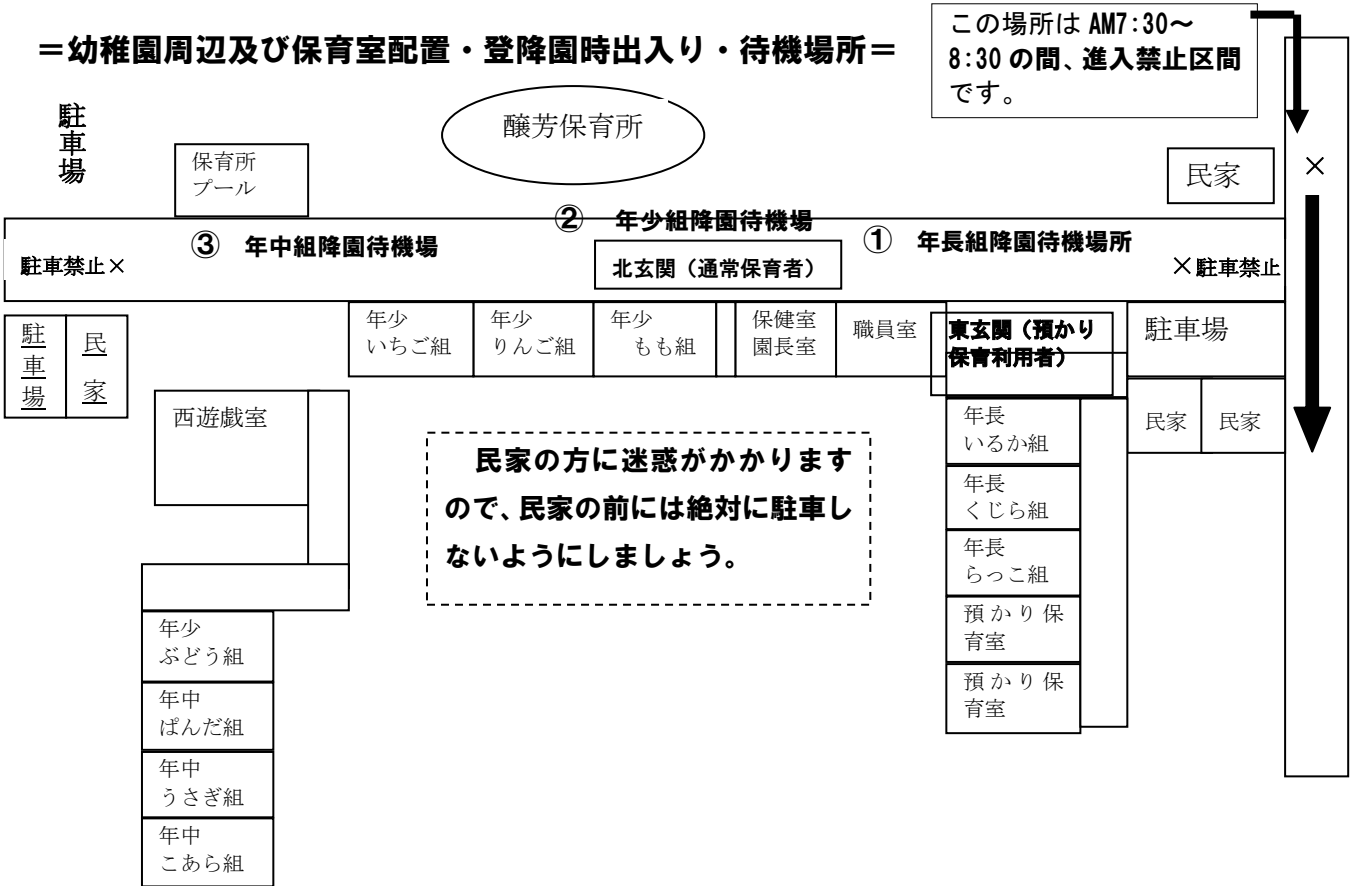 ＝幼稚園周辺及び保育室配置・登降園時出入り・待機場所＝
この場所は AM7:30～
8:30 の間、進入禁止区間
です。
駐車場
醸芳保育所
保育所
プール
民家
×
② 年少組降園待機場
③ 年中組降園待機場
① 年長組降園待機場所
駐車禁止×
北玄関（通常保育者）
×駐車禁止
駐車場
民家
年少
いちご組
年少
りんご組
年少
もも組
保健室
園長室
職員室
東玄関（預かり
保育利用者）
駐車場
西遊戯室
民家の方に迷惑がかかります
ので、民家の前には絶対に駐車し
ないようにしましょう。
年長
いるか組
民家
民家
年長
くじら組
年長
らっこ組
預かり保
育室
預かり保
育室
年少
ぶどう組
年中
ぱんだ組
年中
うさぎ組
年中
こあら組